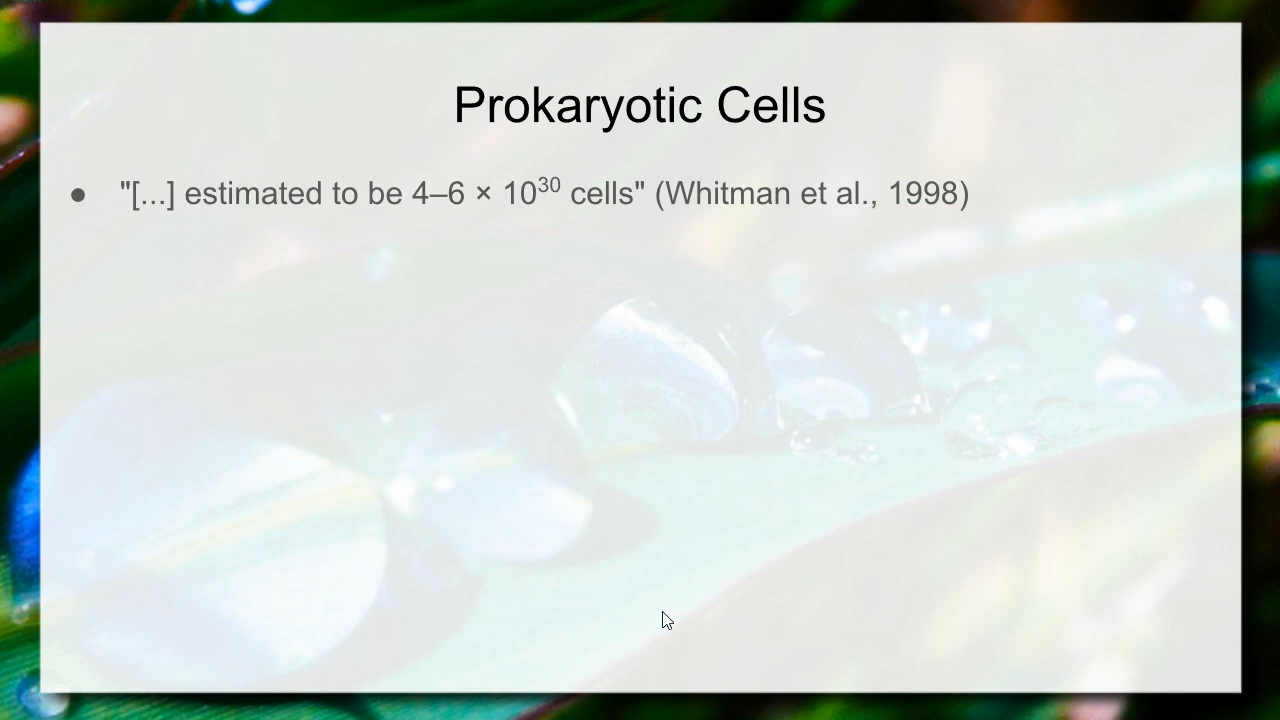 Prokaryotic Cells
● "[...] estimated to be 4–6 × 10³⁰ cells" (Whitman et al., 1998)